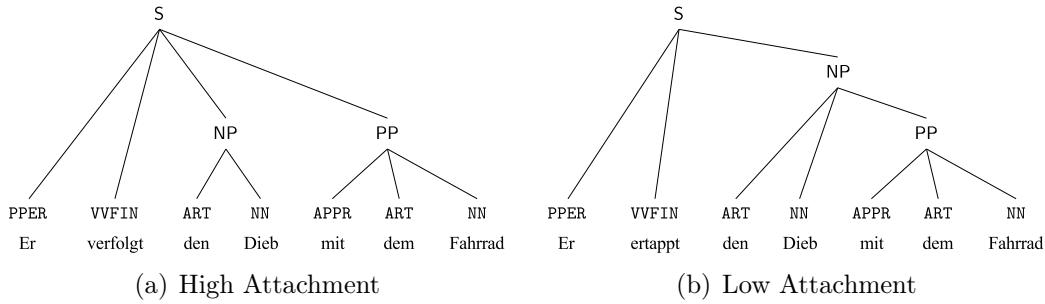 S
NP PP
PPER VVFIN ART NN APPR ART NN
Er verfolgt den Dieb mit dem Fahrrad
(a) High Attachment
S
NP
PP
PPER VVFIN ART NN APPR ART NN
Er ertappt den Dieb mit dem Fahrrad
(b) Low Attachment